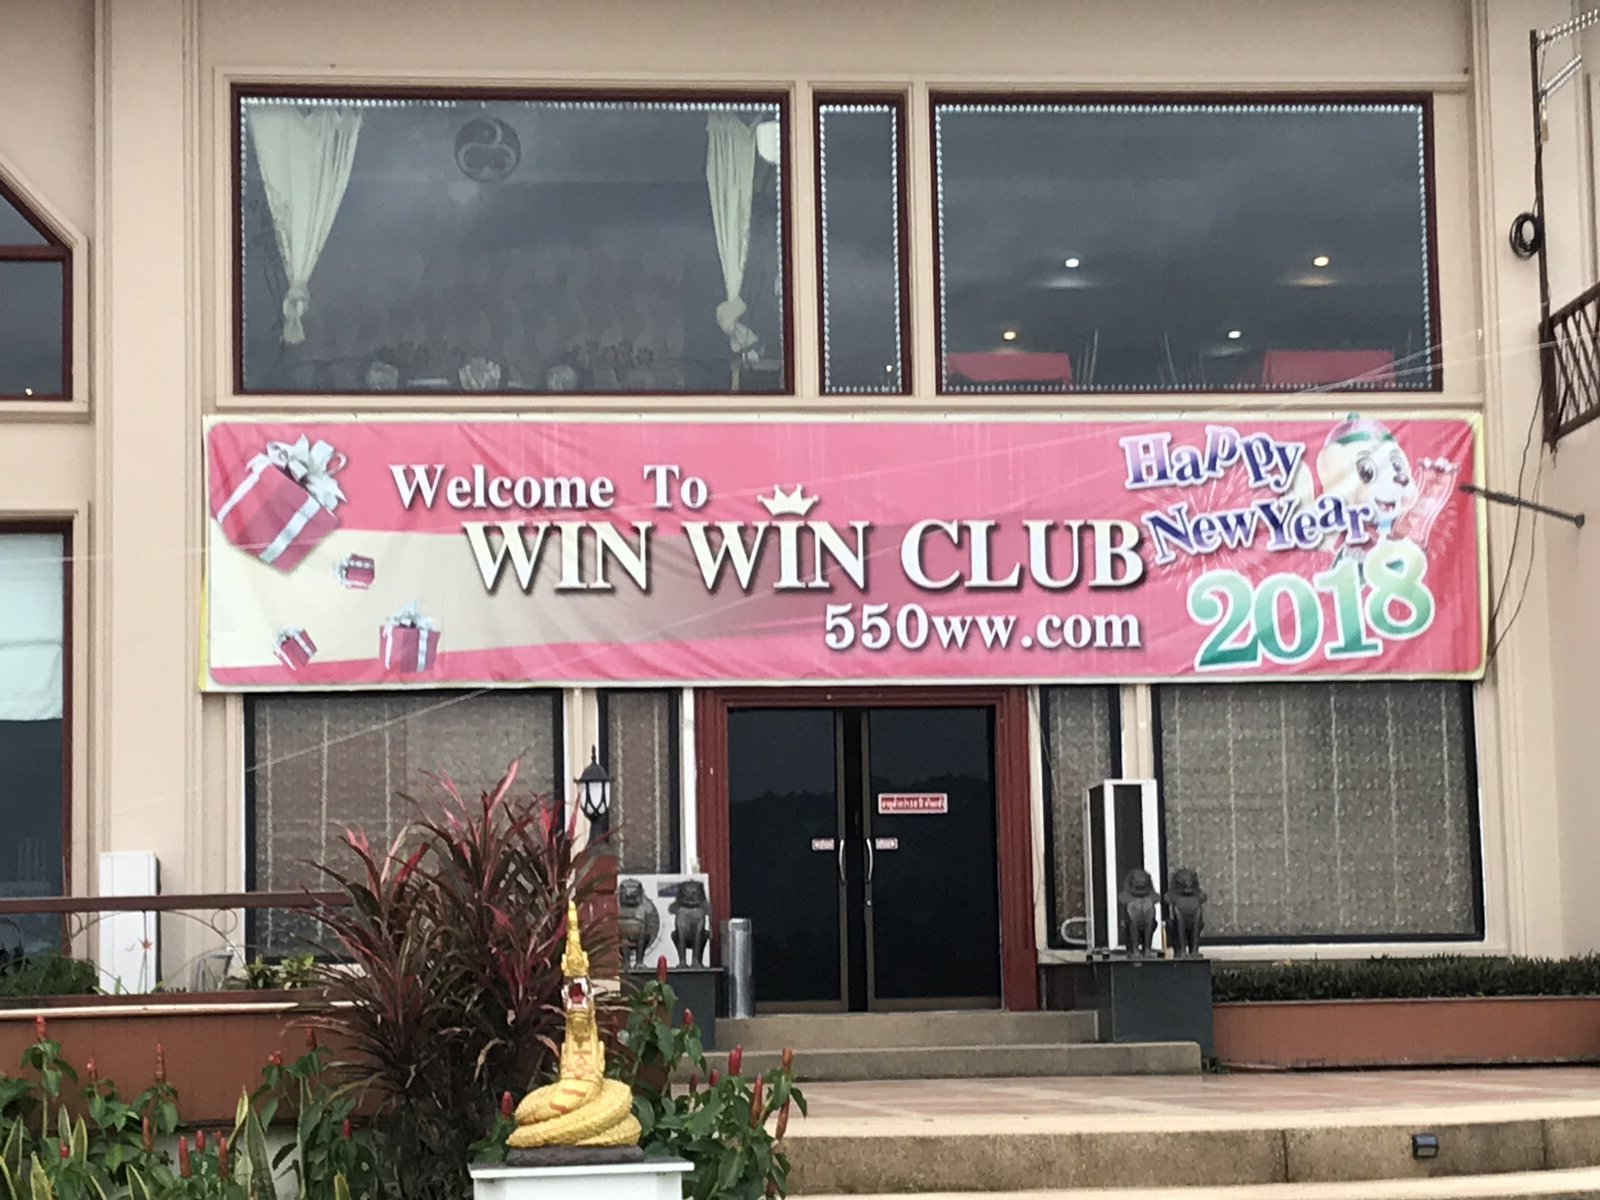 Welcome To
WIN WIN CLUB
550ww.com
Happy
New Year
2018